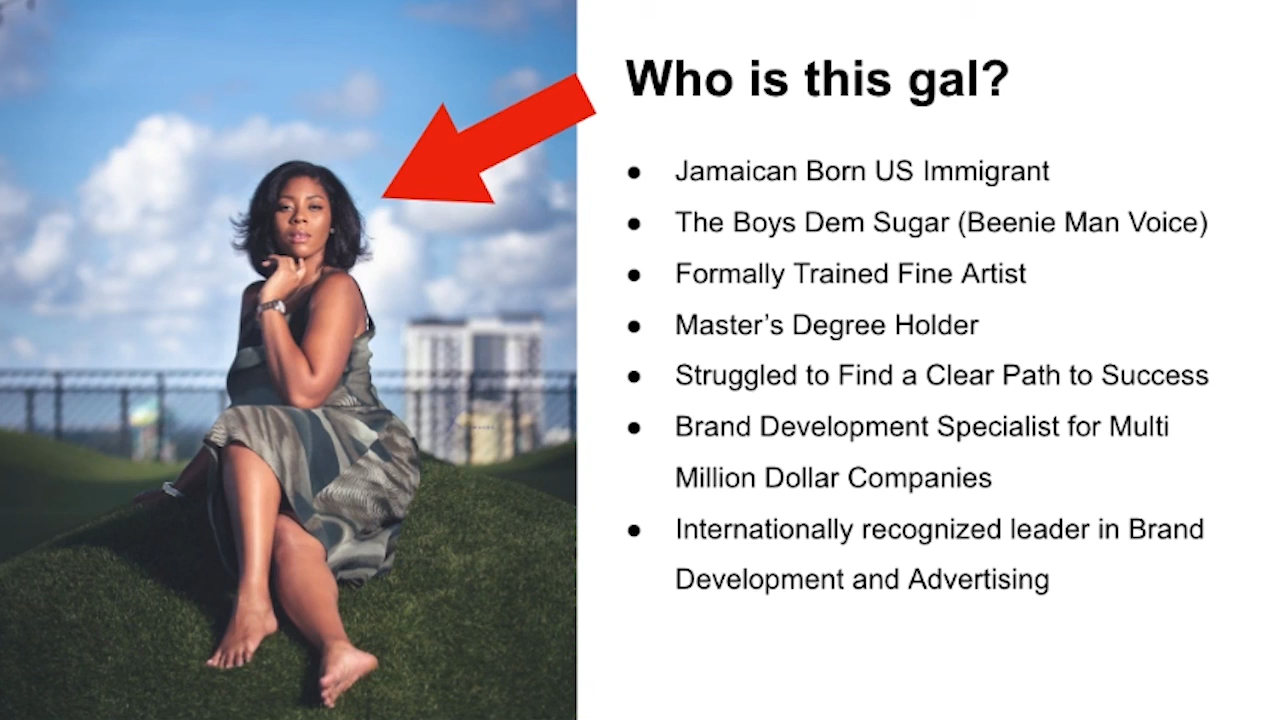 Who is this gal?
● Jamaican Born US Immigrant
● The Boys Dem Sugar (Beenie Man Voice)
● Formally Trained Fine Artist
● Master’s Degree Holder
● Struggled to Find a Clear Path to Success
● Brand Development Specialist for Multi
Million Dollar Companies
● Internationally recognized leader in Brand
Development and Advertising